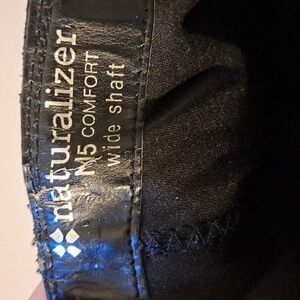 naturalizer
N5 COMFORT
wide shaft